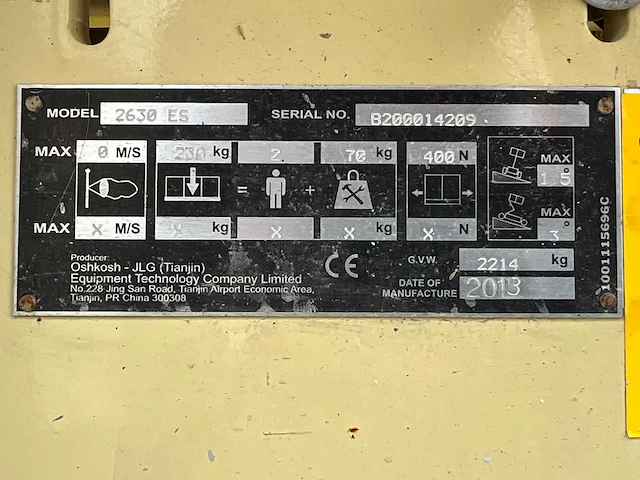 MODEL 2630 ES SERIAL NO. B200014209
MAX 0 M/S 230 kg 2 70 kg 400 N MAX 1.5°
= +
MAX X M/S X kg X X kg X N MAX 3°
Producer:
Oshkosh - JLG (Tianjin)
Equipment Technology Company Limited
No.228 Jing San Road, Tianjin Airport Economic Area,
Tianjin, PR China 300308
CE
G.V.W. 2214 kg
DATE OF
MANUFACTURE 2013
1001115696C